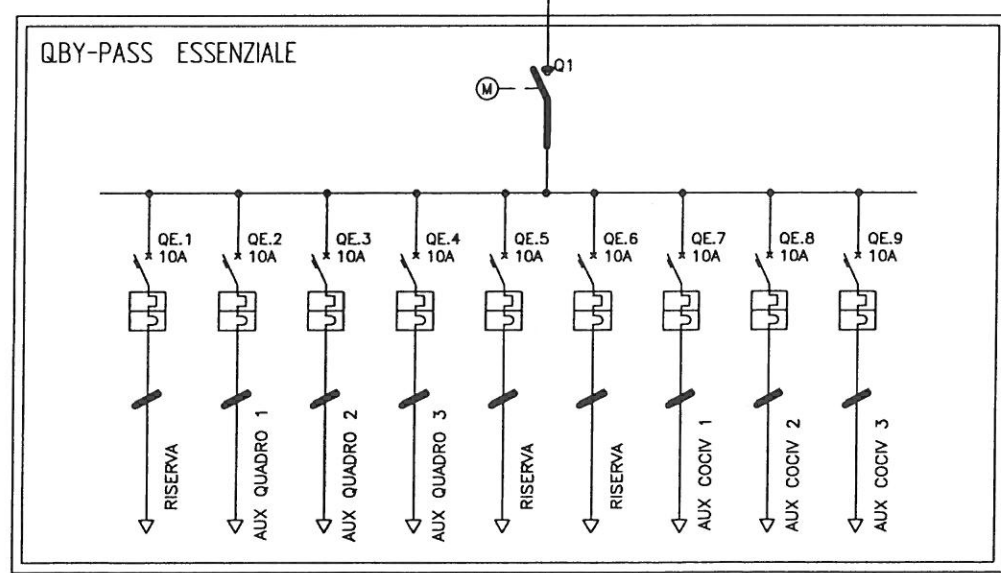 QBY-PASS ESSENZIALE
Q1
M
QE.1
10A
QE.2
10A
QE.3
10A
QE.4
10A
QE.5
10A
QE.6
10A
QE.7
10A
QE.8
10A
QE.9
10A
RISERVA
AUX QUADRO 1
AUX QUADRO 2
AUX QUADRO 3
RISERVA
RISERVA
AUX COCIV 1
AUX COCIV 2
AUX COCIV 3